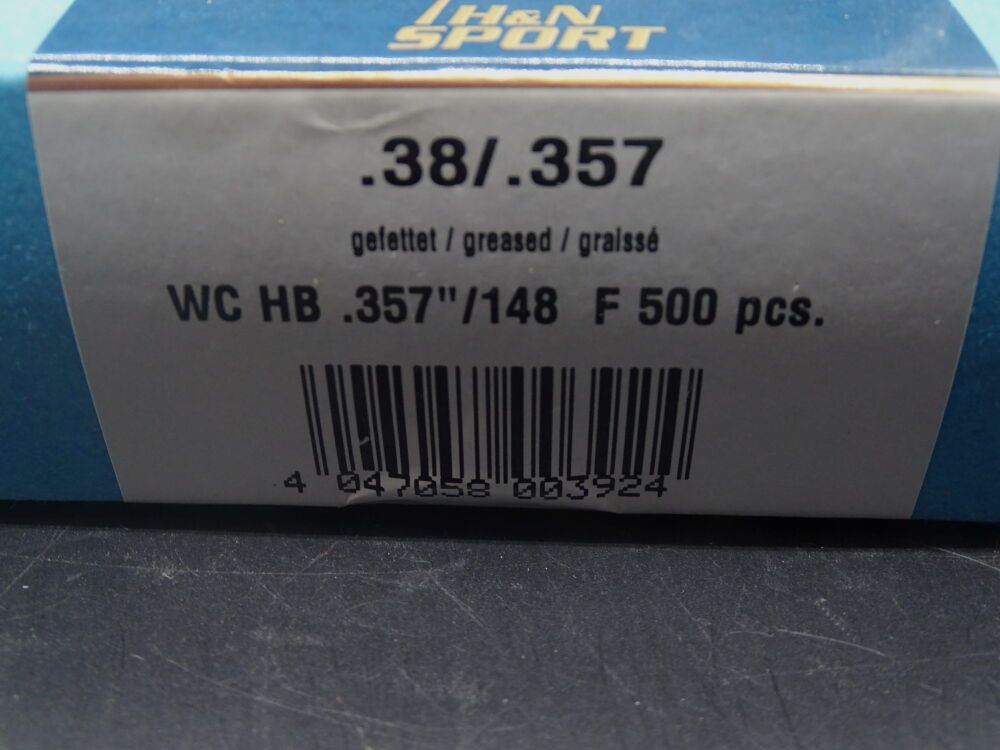 H&N
SPORT
.38/.357
gefettet / greased / graissé
WC HB .357"/148 F 500 pcs.
4 047058 003924